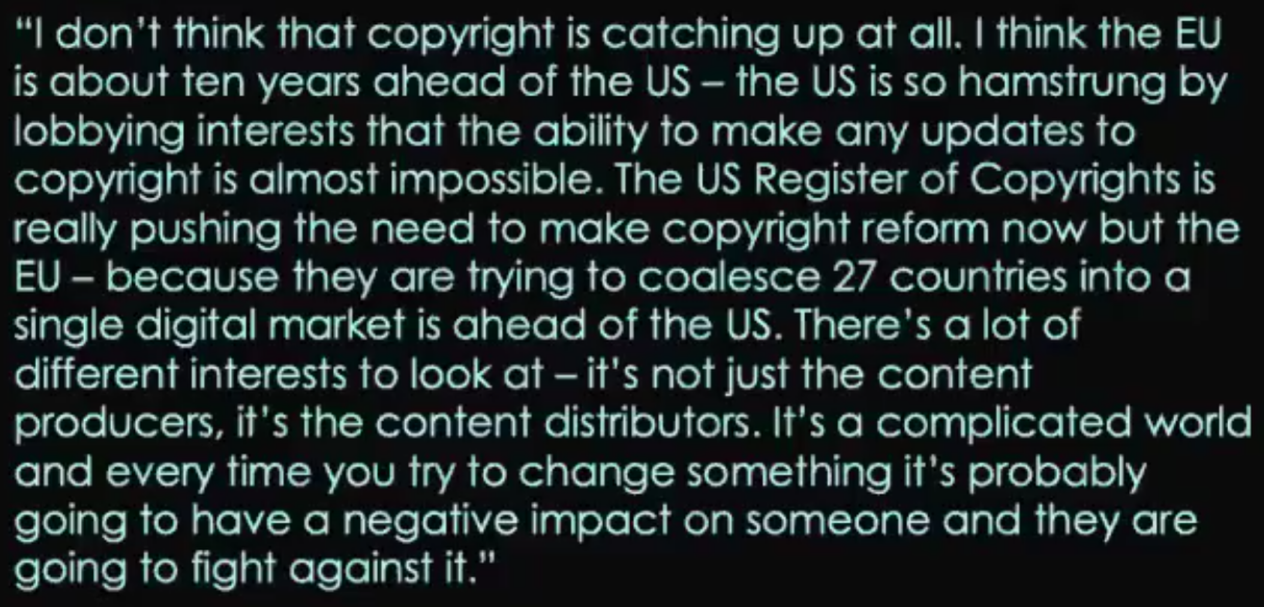 “I don’t think that copyright is catching up at all. I think the EU
is about ten years ahead of the US – the US is so hamstrung by
lobbying interests that the ability to make any updates to
copyright is almost impossible. The US Register of Copyrights is
really pushing the need to make copyright reform now but the
EU – because they are trying to coalesce 27 countries into a
single digital market is ahead of the US. There’s a lot of
different interests to look at – it's not just the content
producers, it's the content distributors. It's a complicated world
and every time you try to change something it's probably
going to have a negative impact on someone and they are
going to fight against it."